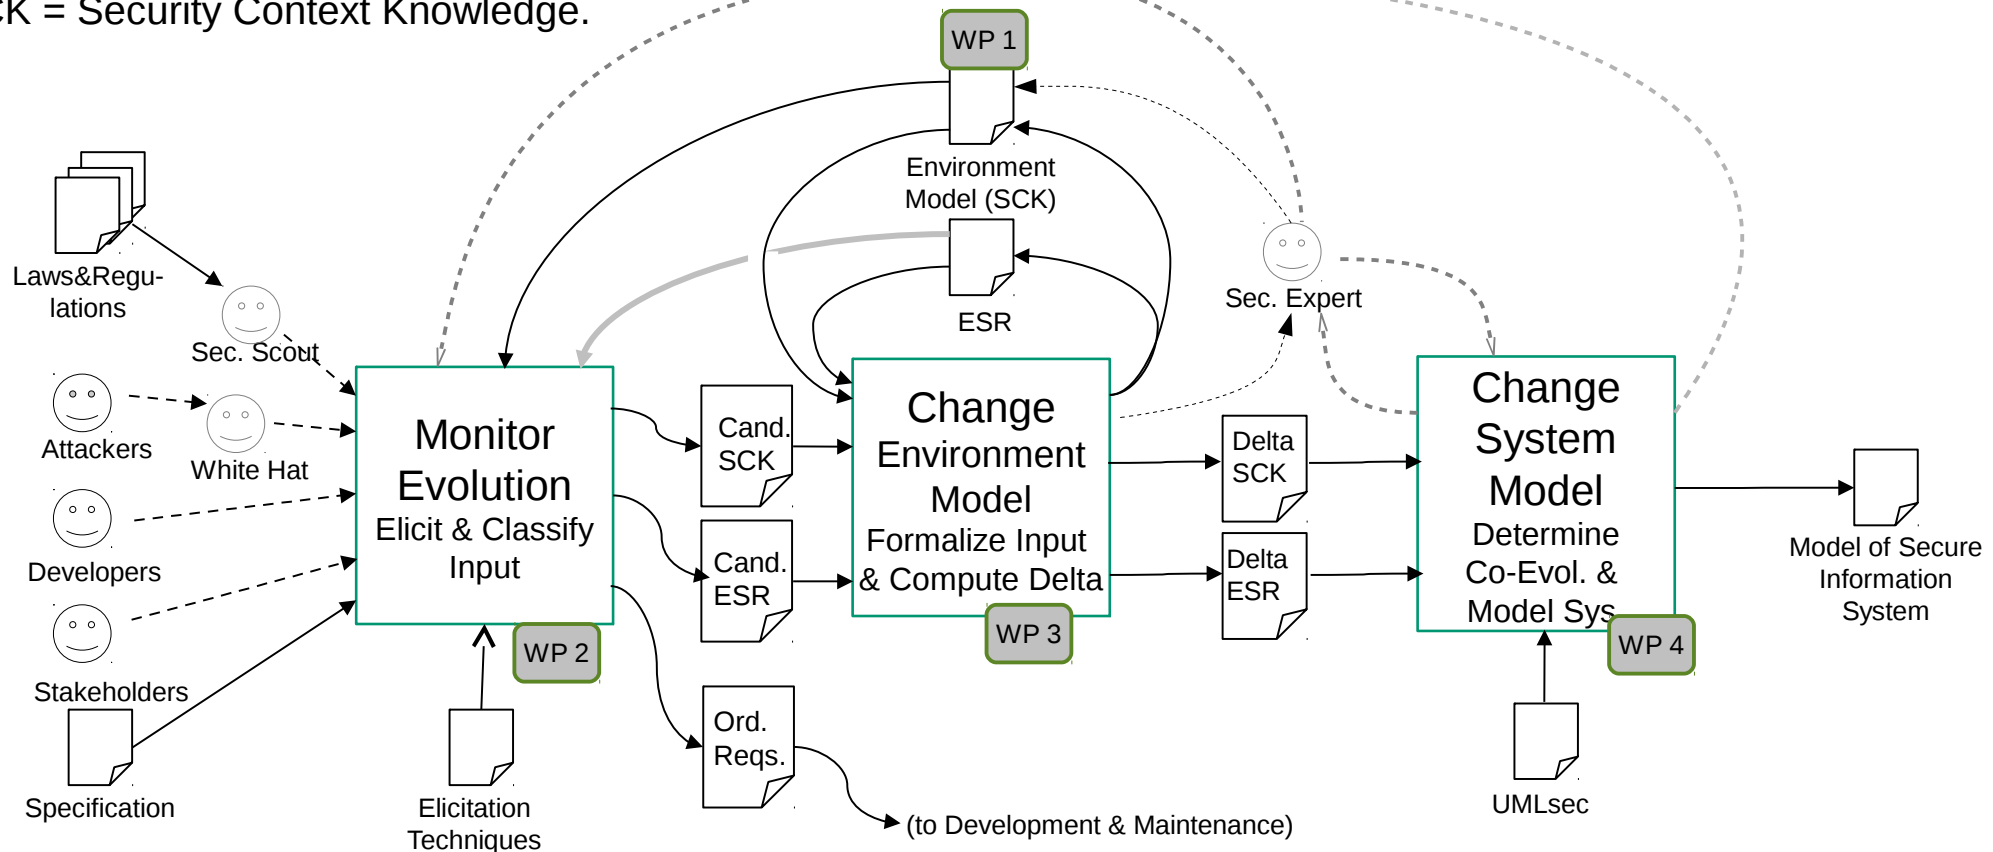 CK = Security Context Knowledge.
WP 1
Environment
Model (SCK)
ESR
Laws&Regu-
lations
Sec. Scout
Attackers
White Hat
Developers
Stakeholders
Specification
Monitor
Evolution
Elicit & Classify
Input
WP 2
Elicitation
Techniques
Cand.
SCK
Cand.
ESR
Ord.
Reqs.
(to Development & Maintenance)
Change
Environment
Model
Formalize Input
& Compute Delta
WP 3
Sec. Expert
Delta
SCK
Delta
ESR
Change
System
Model
Determine
Co-Evol. &
Model Sys
WP 4
UMLsec
Model of Secure
Information
System